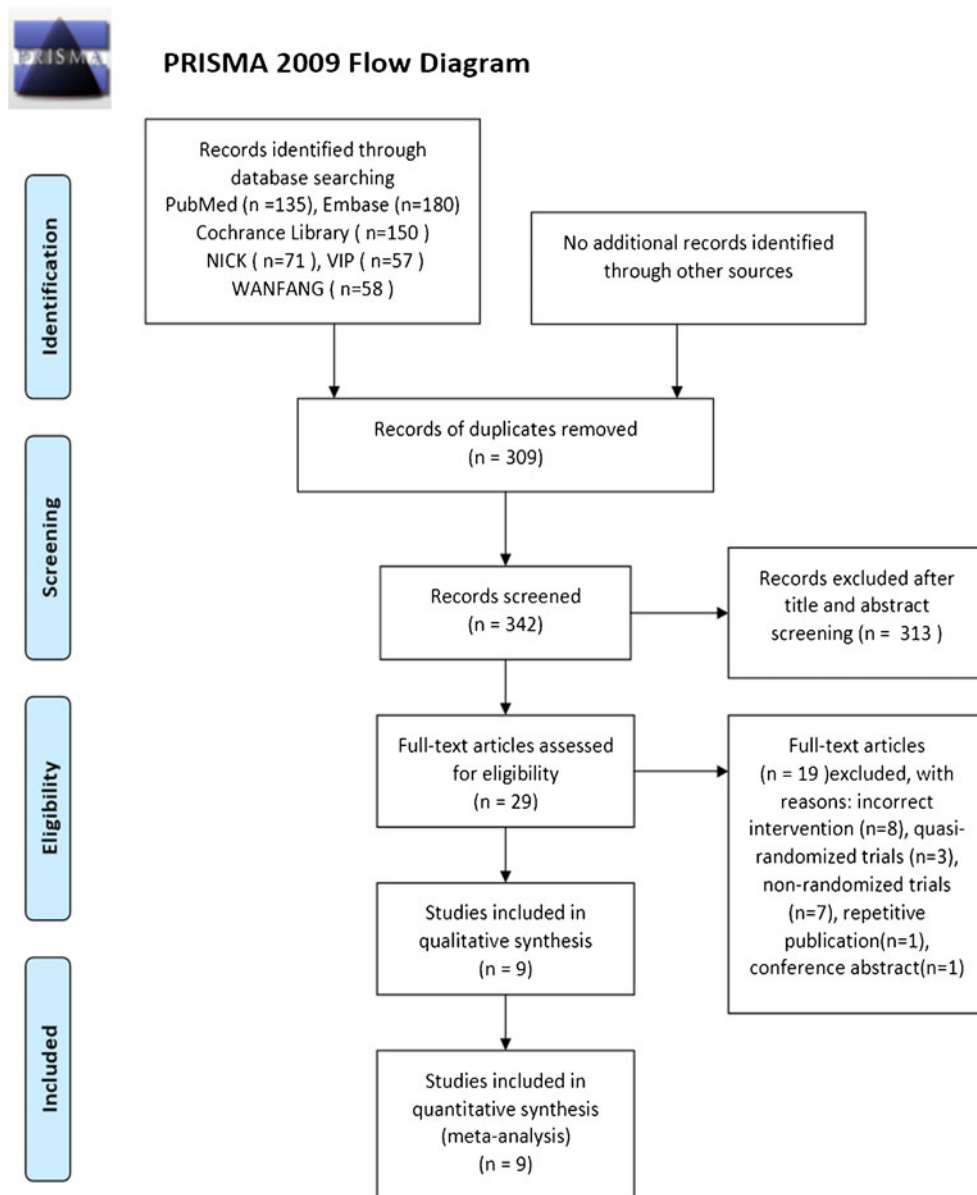 PRISMA
PRISMA 2009 Flow Diagram
Identification
Records identified through
database searching
PubMed (n =135), Embase (n=180)
Cochrance Library ( n=150 )
NICK ( n=71 ), VIP ( n=57 )
WANFANG ( n=58 )
No additional records identified
through other sources
Screening
Records of duplicates removed
(n = 309)
Records screened
(n = 342)
Records excluded after
title and abstract
screening (n = 313 )
Eligibility
Full-text articles assessed
for eligibility
(n = 29)
Full-text articles
(n = 19 )excluded, with
reasons: incorrect
intervention (n=8), quasi-
randomized trials (n=3),
non-randomized trials
(n=7), repetitive
publication(n=1),
conference abstract(n=1)
Studies included in
qualitative synthesis
(n = 9)
Included
Studies included in
quantitative synthesis
(meta-analysis)
(n = 9)